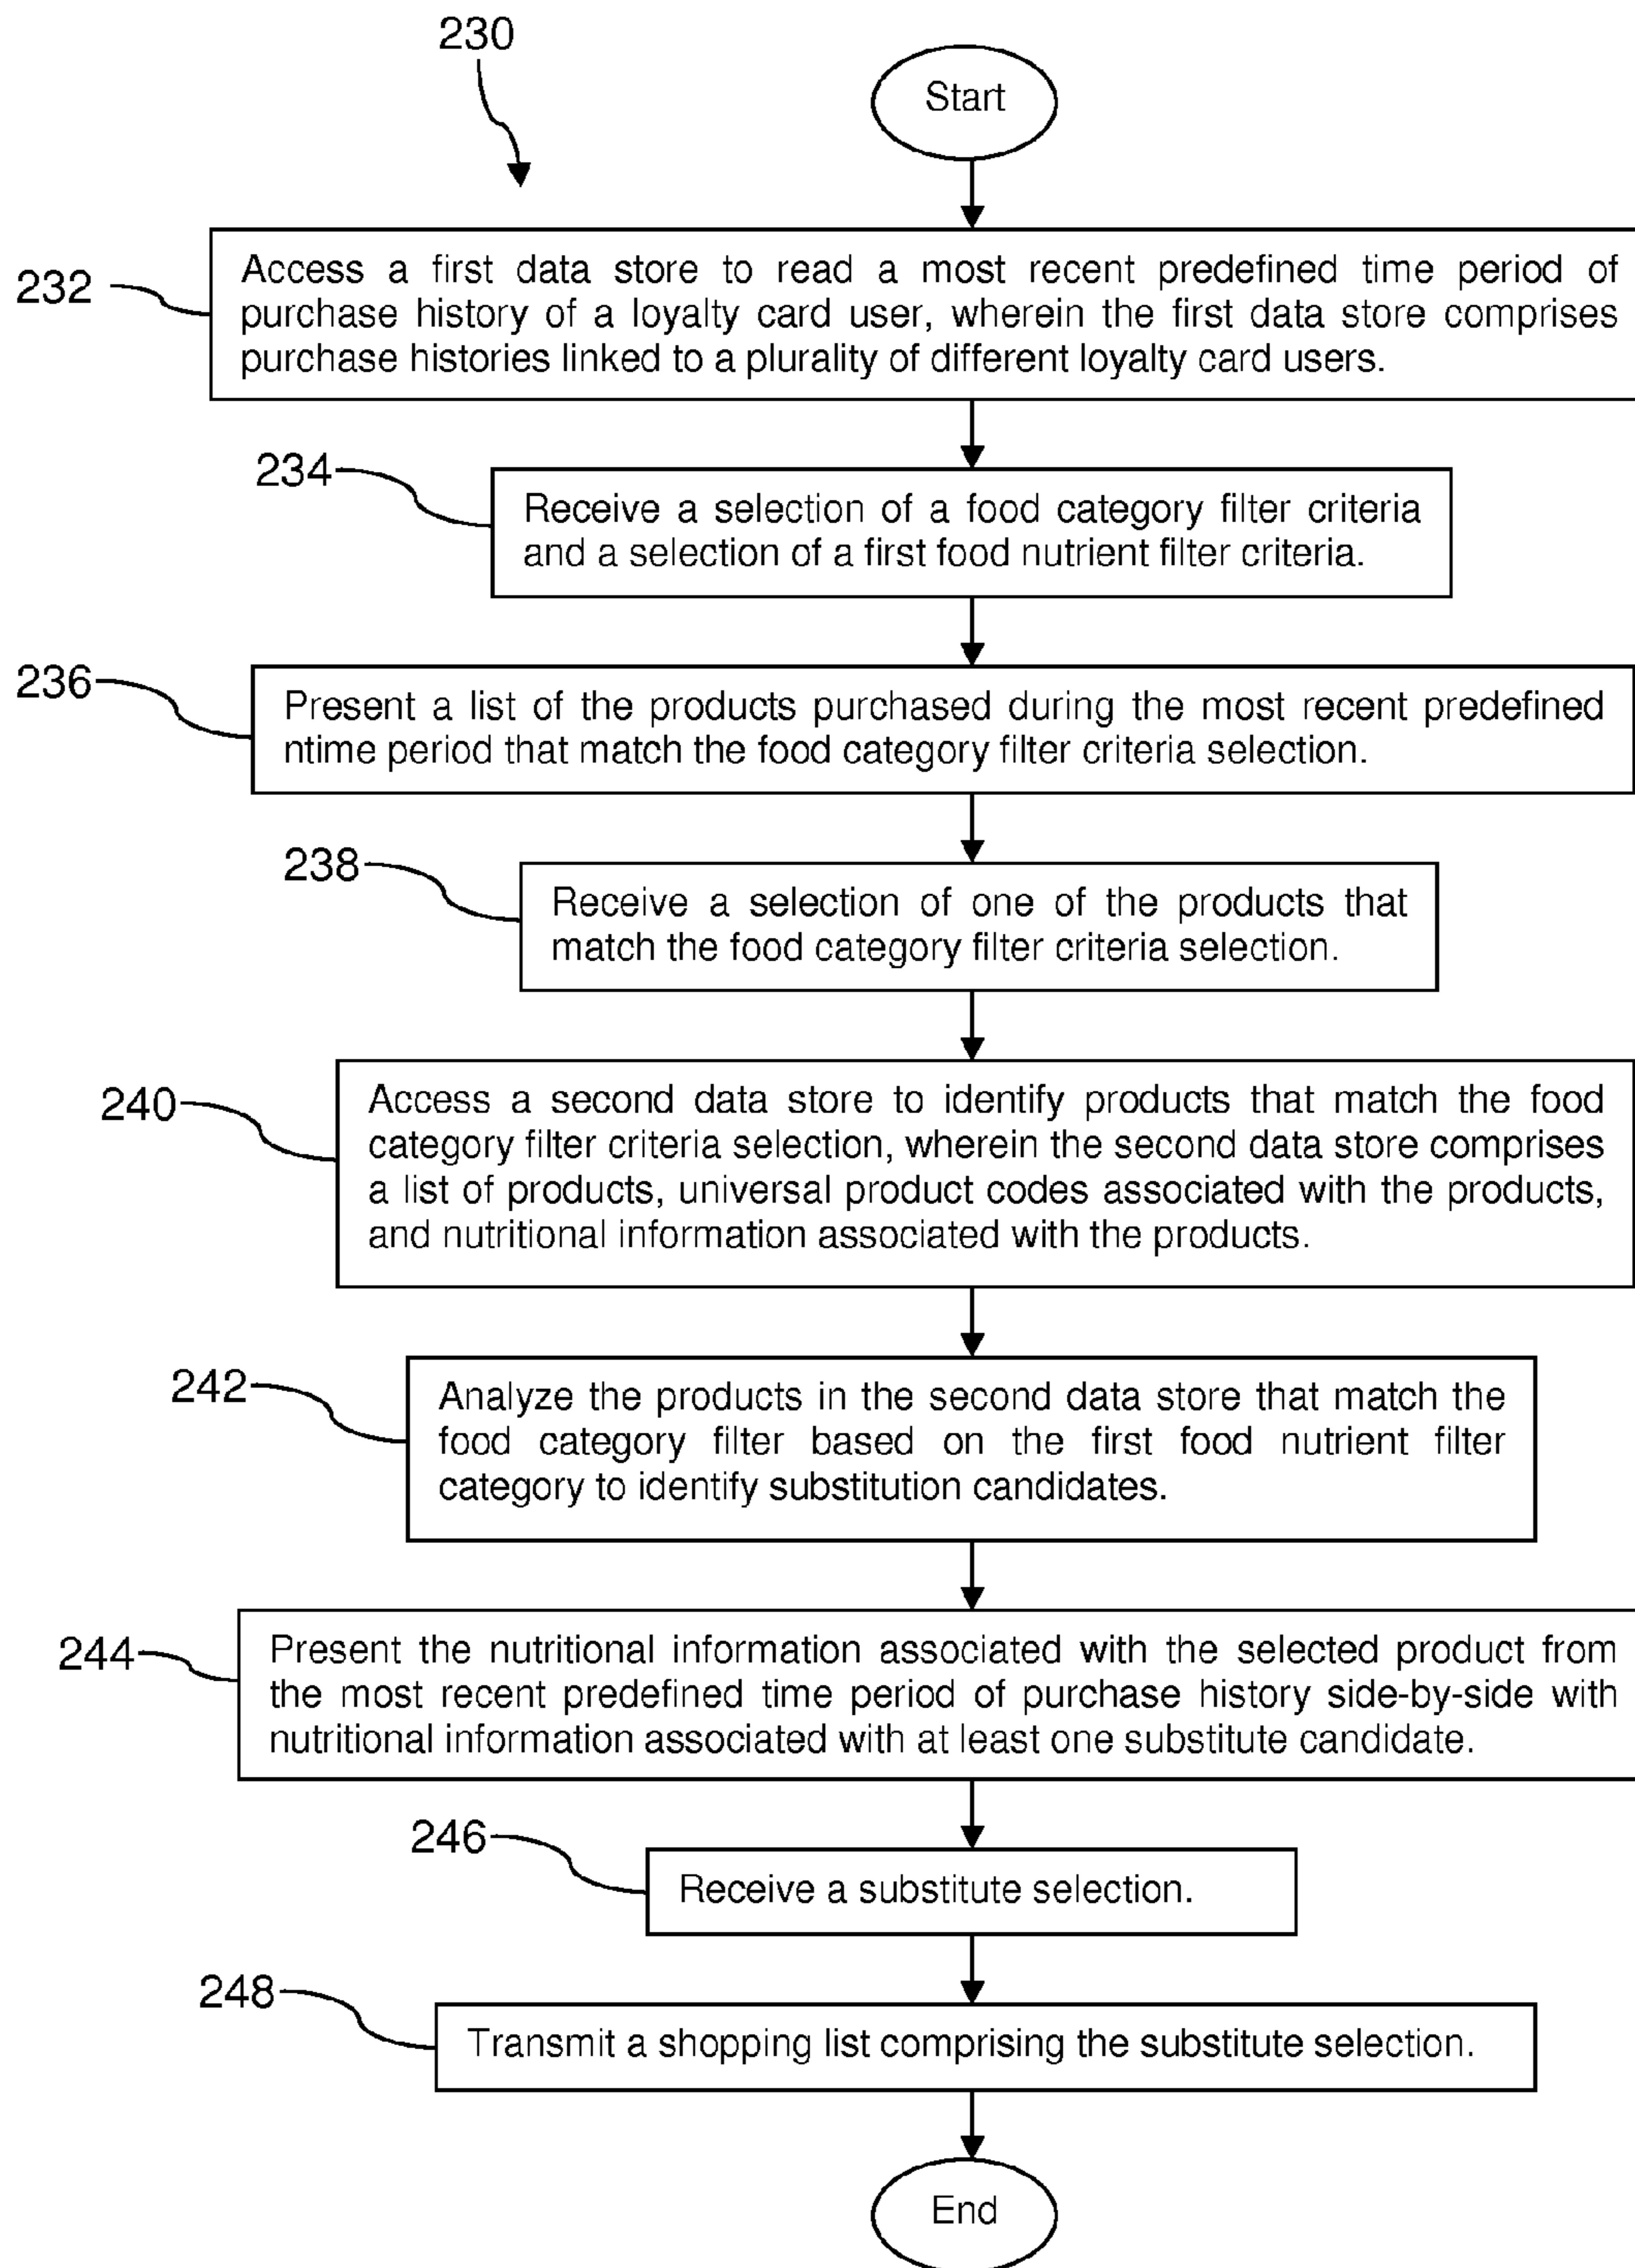 230
Start
232
Access a first data store to read a most recent predefined time period of
purchase history of a loyalty card user, wherein the first data store comprises
purchase histories linked to a plurality of different loyalty card users.
234
Receive a selection of a food category filter criteria
and a selection of a first food nutrient filter criteria.
236
Present a list of the products purchased during the most recent predefined
ntime period that match the food category filter criteria selection.
238
Receive a selection of one of the products that
match the food category filter criteria selection.
240
Access a second data store to identify products that match the food
category filter criteria selection, wherein the second data store comprises
a list of products, universal product codes associated with the products,
and nutritional information associated with the products.
242
Analyze the products in the second data store that match the
food category filter based on the first food nutrient filter
category to identify substitution candidates.
244
Present the nutritional information associated with the selected product from
the most recent predefined time period of purchase history side-by-side with
nutritional information associated with at least one substitute candidate.
246
Receive a substitute selection.
248
Transmit a shopping list comprising the substitute selection.
End